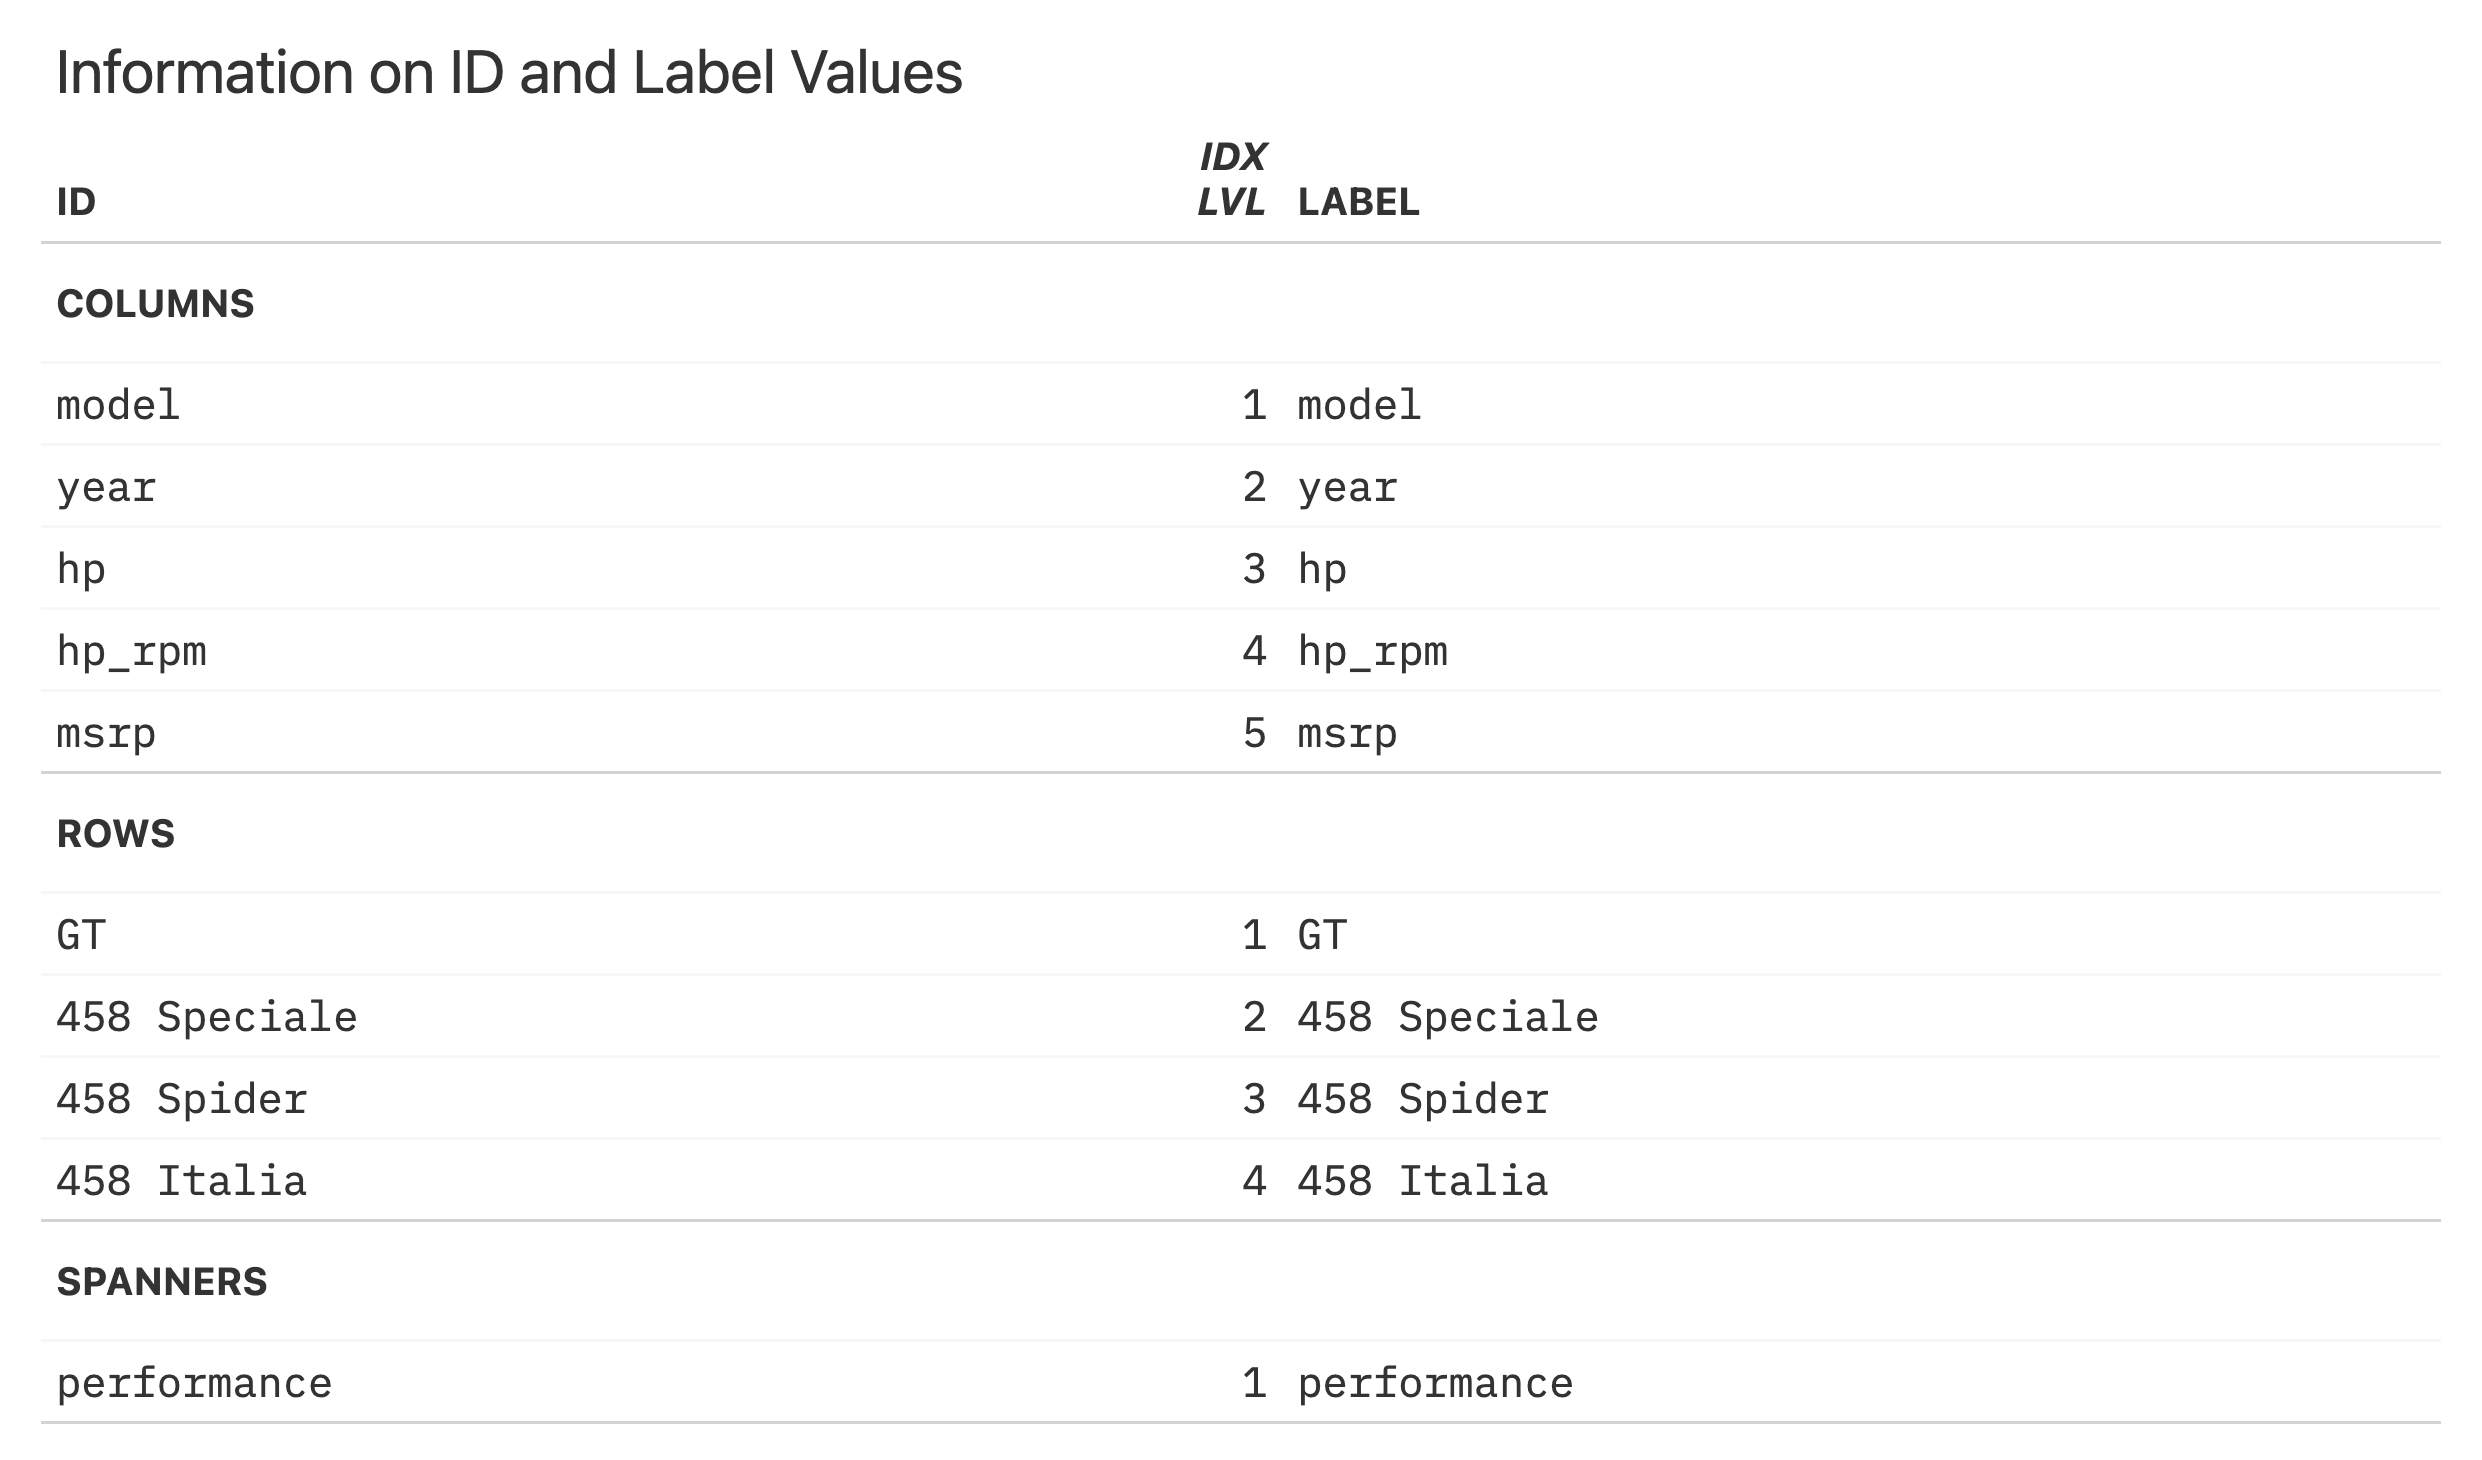 Information on ID and Label Values
ID IDX LVL LABEL
COLUMNS
model 1 model
year 2 year
hp 3 hp
hp_rpm 4 hp_rpm
msrp 5 msrp
ROWS
GT 1 GT
458 Speciale 2 458 Speciale
458 Spider 3 458 Spider
458 Italia 4 458 Italia
SPANNERS
performance 1 performance